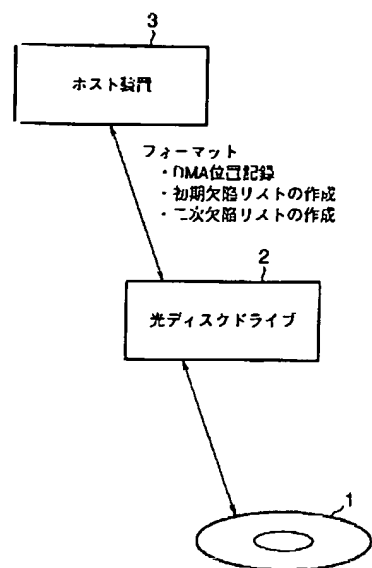 3
ホスト装置
フォーマット
・DMA位置記録
・初期欠陥リストの作成
・二次欠陥リストの作成
2
光ディスクドライブ
1